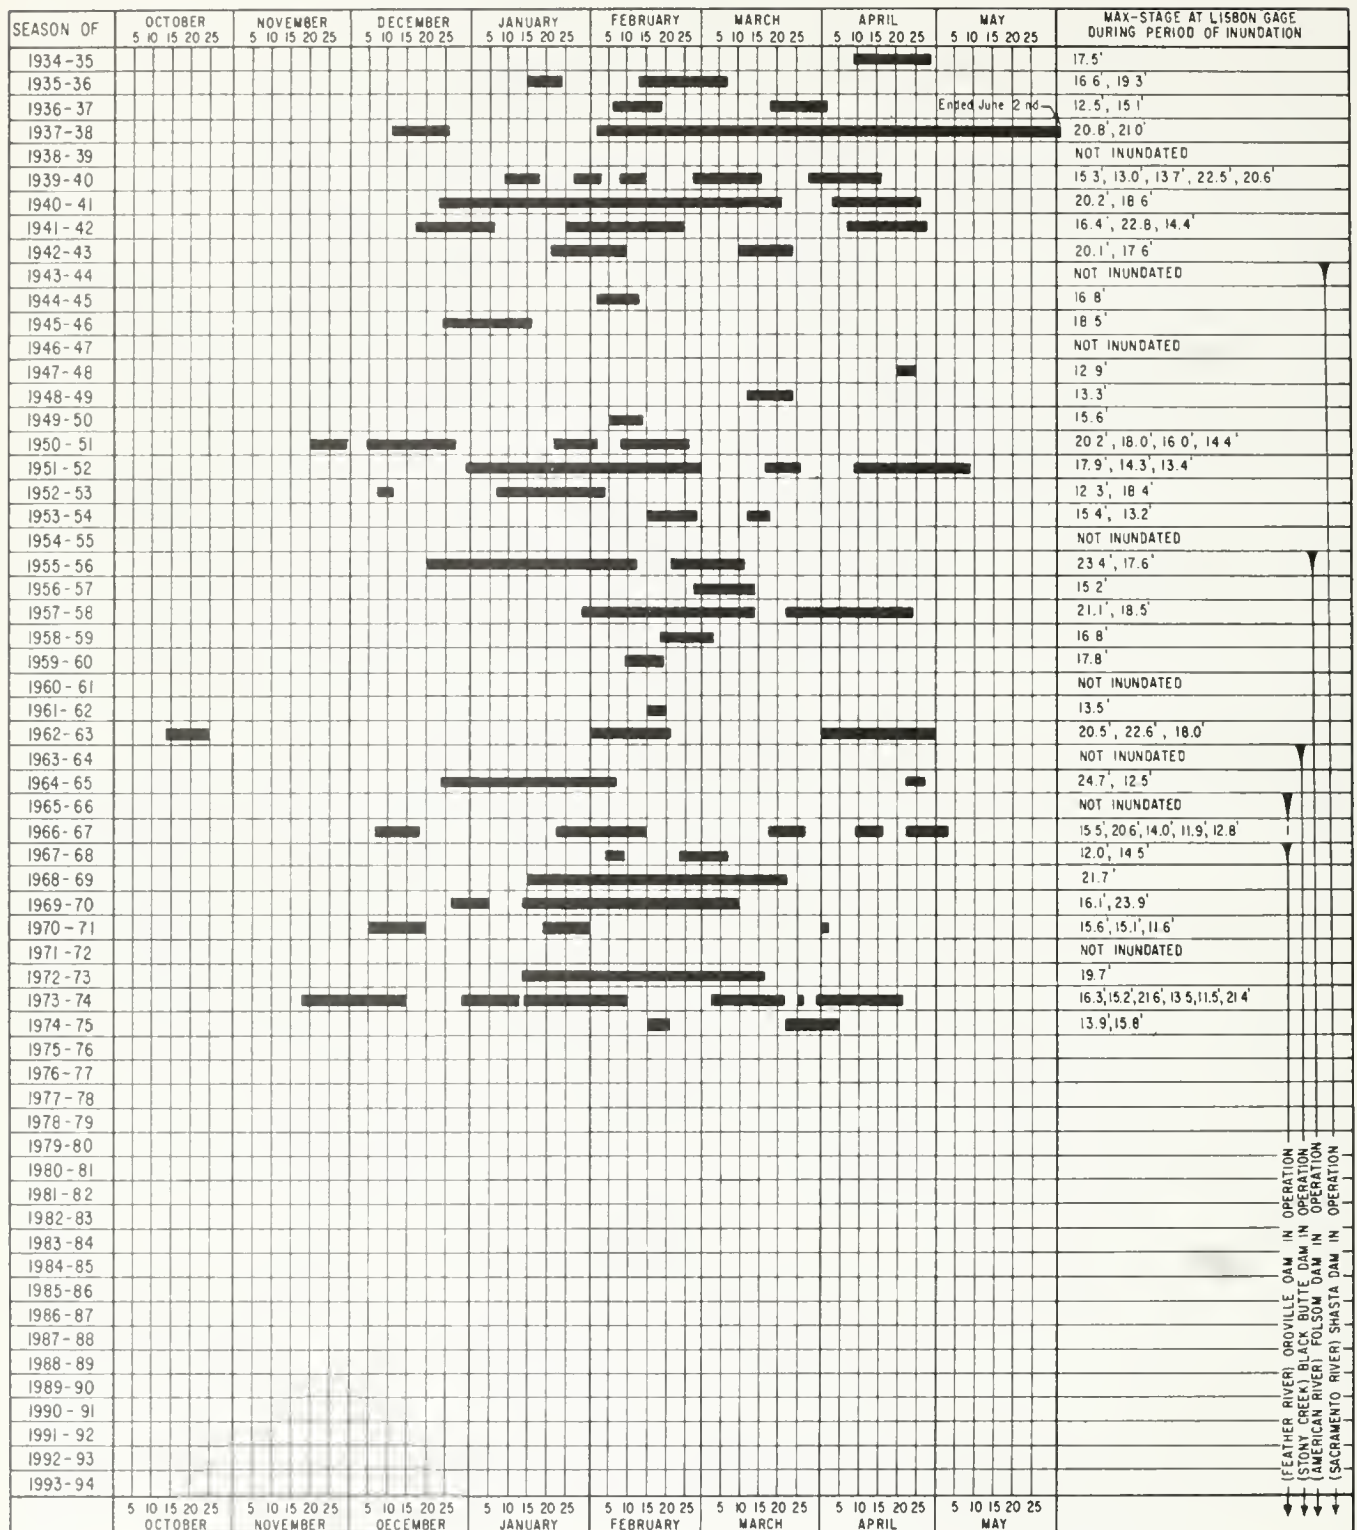 SEASON OF OCTOBER NOVEMBER DECEMBER JANUARY FEBRUARY MARCH APRIL MAY MAX-STAGE AT LISBON GAGE
5 10 15 20 25 5 10 15 20 25 5 10 15 20 25 5 10 15 20 25 5 10 15 20 25 5 10 15 20 25 5 10 15 20 25 5 10 15 20 25 DURING PERIOD OF INUNDATION
1934-35 17.5'
1935-36 16 6', 19 3'
1936-37 Ended June 2 nd 12.5', 15 1'
1937-38 20.8', 21 0'
1938-39 NOT INUNDATED
1939-40 15 3', 13.0', 13.7', 22.5', 20.6'
1940-41 20.2', 18 6'
1941-42 16.4', 22.8, 14.4'
1942-43 20.1', 17 6'
1943-44 NOT INUNDATED
1944-45 16 8'
1945-46 18 5'
1946-47 NOT INUNDATED
1947-48 12 9'
1948-49 13.3'
1949-50 15.6'
1950-51 20 2', 18.0', 16 0', 14 4'
1951-52 17.9', 14.3', 13.4'
1952-53 12 3', 18 4'
1953-54 15 4', 13.2'
1954-55 NOT INUNDATED
1955-56 23 4', 17.6'
1956-57 15 2'
1957-58 21.1', 18.5'
1958-59 16 8'
1959-60 17.8'
1960-61 NOT INUNDATED
1961-62 13.5'
1962-63 20.5', 22.6', 18.0'
1963-64 NOT INUNDATED
1964-65 24.7', 12.5'
1965-66 NOT INUNDATED
1966-67 15.5', 20 6', 14.0', 11.9', 12.8'
1967-68 12.0', 14 5'
1968-69 21.7'
1969-70 16.1', 23.9'
1970-71 15.6', 15.1', 11.6'
1971-72 NOT INUNDATED
1972-73 19.7'
1973-74 16.3', 15.2', 21 6', 13 5, 11.5', 21 4'
1974-75 13.9', 15.8'
1975-76
1976-77
1977-78
1978-79
1979-80
1980-81
1981-82
1982-83
1983-84
1984-85
1985-86
1986-87
1987-88
1988-89
1989-90
1990-91
1991-92
1992-93
1993-94
(FEATHER RIVER) OROVILLE DAM IN OPERATION
(STONY CREEK) BLACK BUTTE DAM IN OPERATION
(AMERICAN RIVER) FOLSOM DAM IN OPERATION
(SACRAMENTO RIVER) SHASTA DAM IN OPERATION
5 10 15 20 25 5 10 15 20 25 5 10 15 20 25 5 10 15 20 25 5 10 15 20 25 5 10 15 20 25 5 10 15 20 25 5 10 15 20 25
OCTOBER NOVEMBER DECEMBER JANUARY FEBRUARY MARCH APRIL MAY